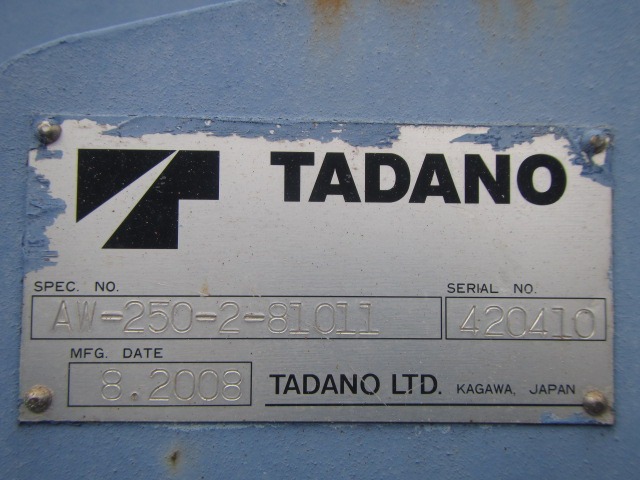 TADANO
SPEC. NO.
AW-250-2-81011
SERIAL NO.
420410
MFG. DATE
8.2008
TADANO LTD. KAGAWA, JAPAN